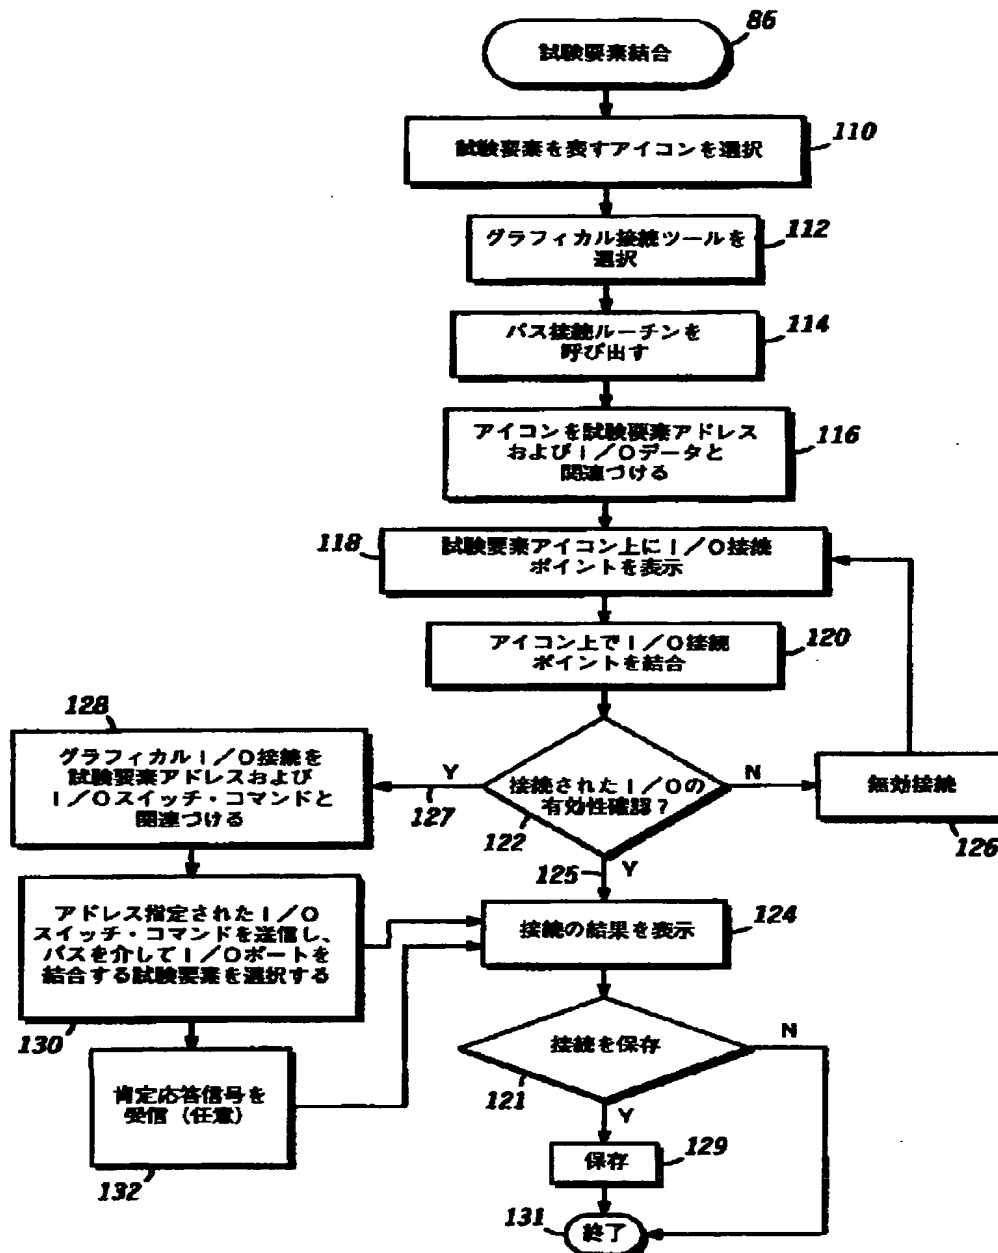 86
試験要素結合
110
試験要素を表すアイコンを選択
112
グラフィカル接続ツールを
選択
114
バス接続ルーチンを
呼び出す
116
アイコンを試験要素アドレス
およびI/Oデータと
関連づける
118
試験要素アイコン上にI/O接続
ポイントを表示
120
アイコン上でI/O接続
ポイントを結合
128
グラフィカルI/O接続を
試験要素アドレスおよび
I/Oスイッチ・コマンドと
関連づける
Y
127
接続されたI/Oの
有効性確認?
122
N
無効接続
126
125
Y
アドレス指定されたI/O
スイッチ・コマンドを送信し、
バスを介してI/Oポートを
結合する試験要素を選択する
130
接続の結果を表示
124
肯定応答信号を
受信(任意)
132
接続を保存
121
N
Y
保存
129
131
終了